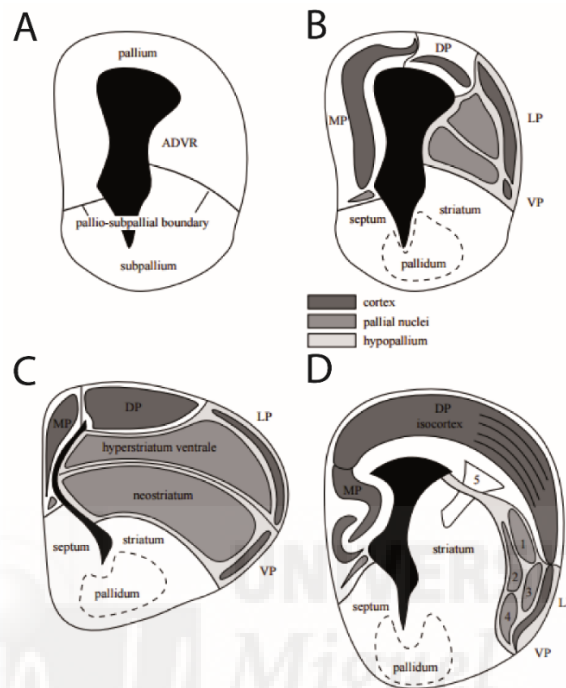 A
pallium
ADVR
pallio-subpallial boundary
subpallium
B
DP
MP
LP
VP
septum
striatum
pallidum
cortex
pallial nuclei
hypopallium
C
MP
DP
LP
hyperstriatum ventrale
neostriatum
septum
striatum
VP
pallidum
D
DP
isocortex
MP
5
striatum
1
2
3
4
L
VP
septum
pallidum
UNIVER
Miguel